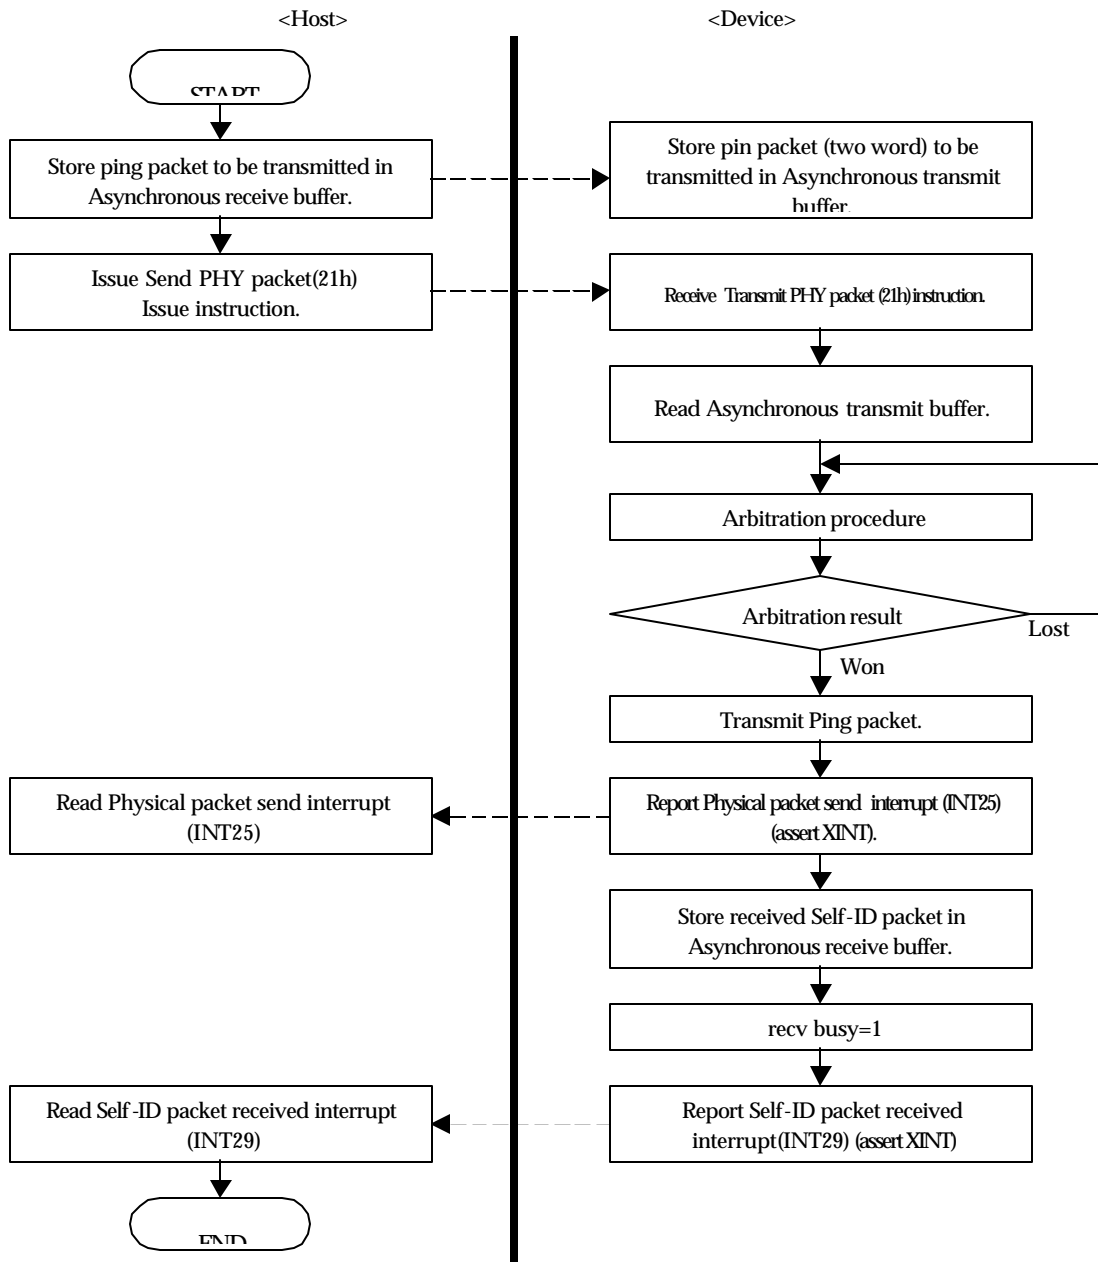 <Host>
<Device>
START
Store ping packet to be transmitted in
Asynchronous receive buffer.
Store pin packet (two word) to be
transmitted in Asynchronous transmit
buffer.
Issue Send PHY packet(21h)
Issue instruction.
Receive Transmit PHY packet (21h) instruction.
Read Asynchronous transmit buffer.
Arbitration procedure
Arbitration result
Lost
Won
Transmit Ping packet.
Read Physical packet send interrupt
(INT25)
Report Physical packet send interrupt (INT25)
(assert XINT).
Store received Self-ID packet in
Asynchronous receive buffer.
recv busy=1
Read Self-ID packet received interrupt
(INT29)
Report Self-ID packet received
interrupt(INT29) (assert XINT)
END